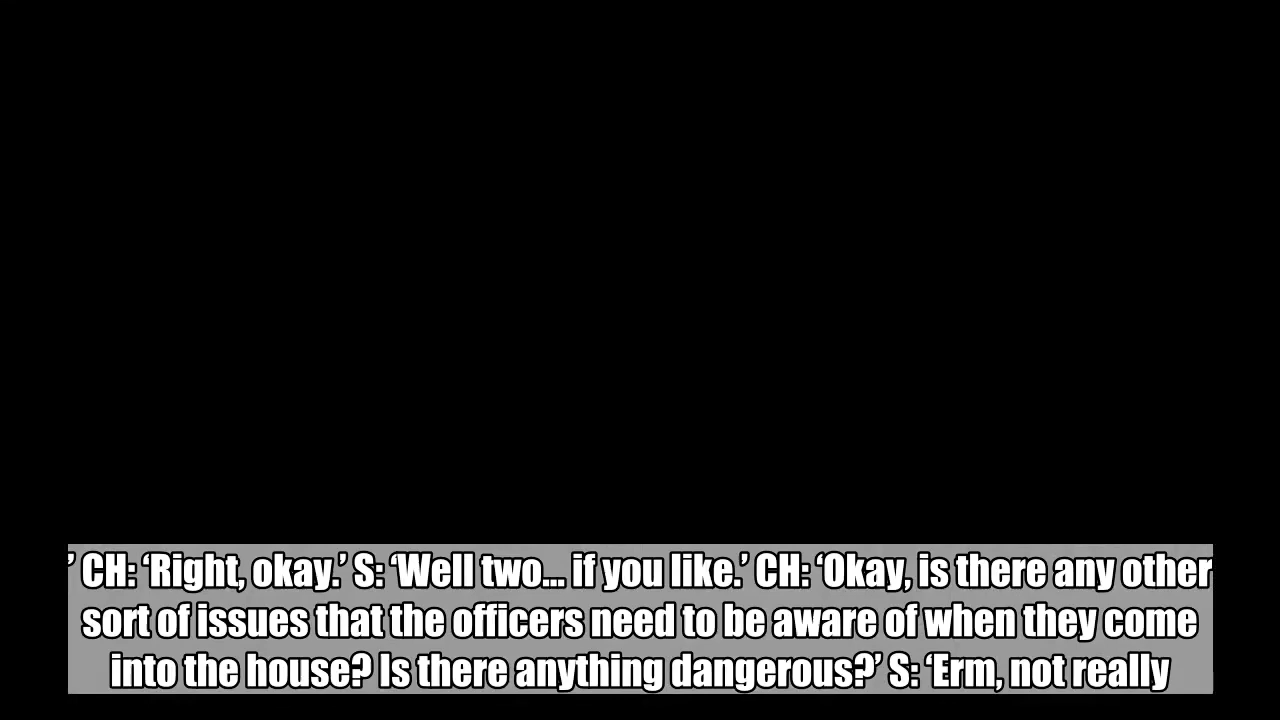 ’ CH: ‘Right, okay.’ S: ‘Well two... if you like.’ CH: ‘Okay, is there any other
sort of issues that the officers need to be aware of when they come
into the house? Is there anything dangerous?’ S: ‘Erm, not really